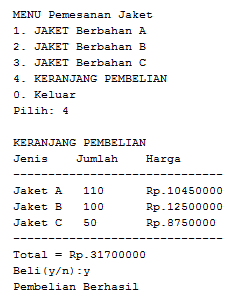 MENU Pemesanan Jaket
1. JAKET Berbahan A
2. JAKET Berbahan B
3. JAKET Berbahan C
4. KERANJANG PEMBELIAN
0. Keluar
Pilih: 4
KERANJANG PEMBELIAN
Jenis Jumlah Harga
------------------------------
Jaket A 110 Rp.10450000
Jaket B 100 Rp.12500000
Jaket C 50 Rp.8750000
------------------------------
Total = Rp.31700000
Beli(y/n):y
Pembelian Berhasil